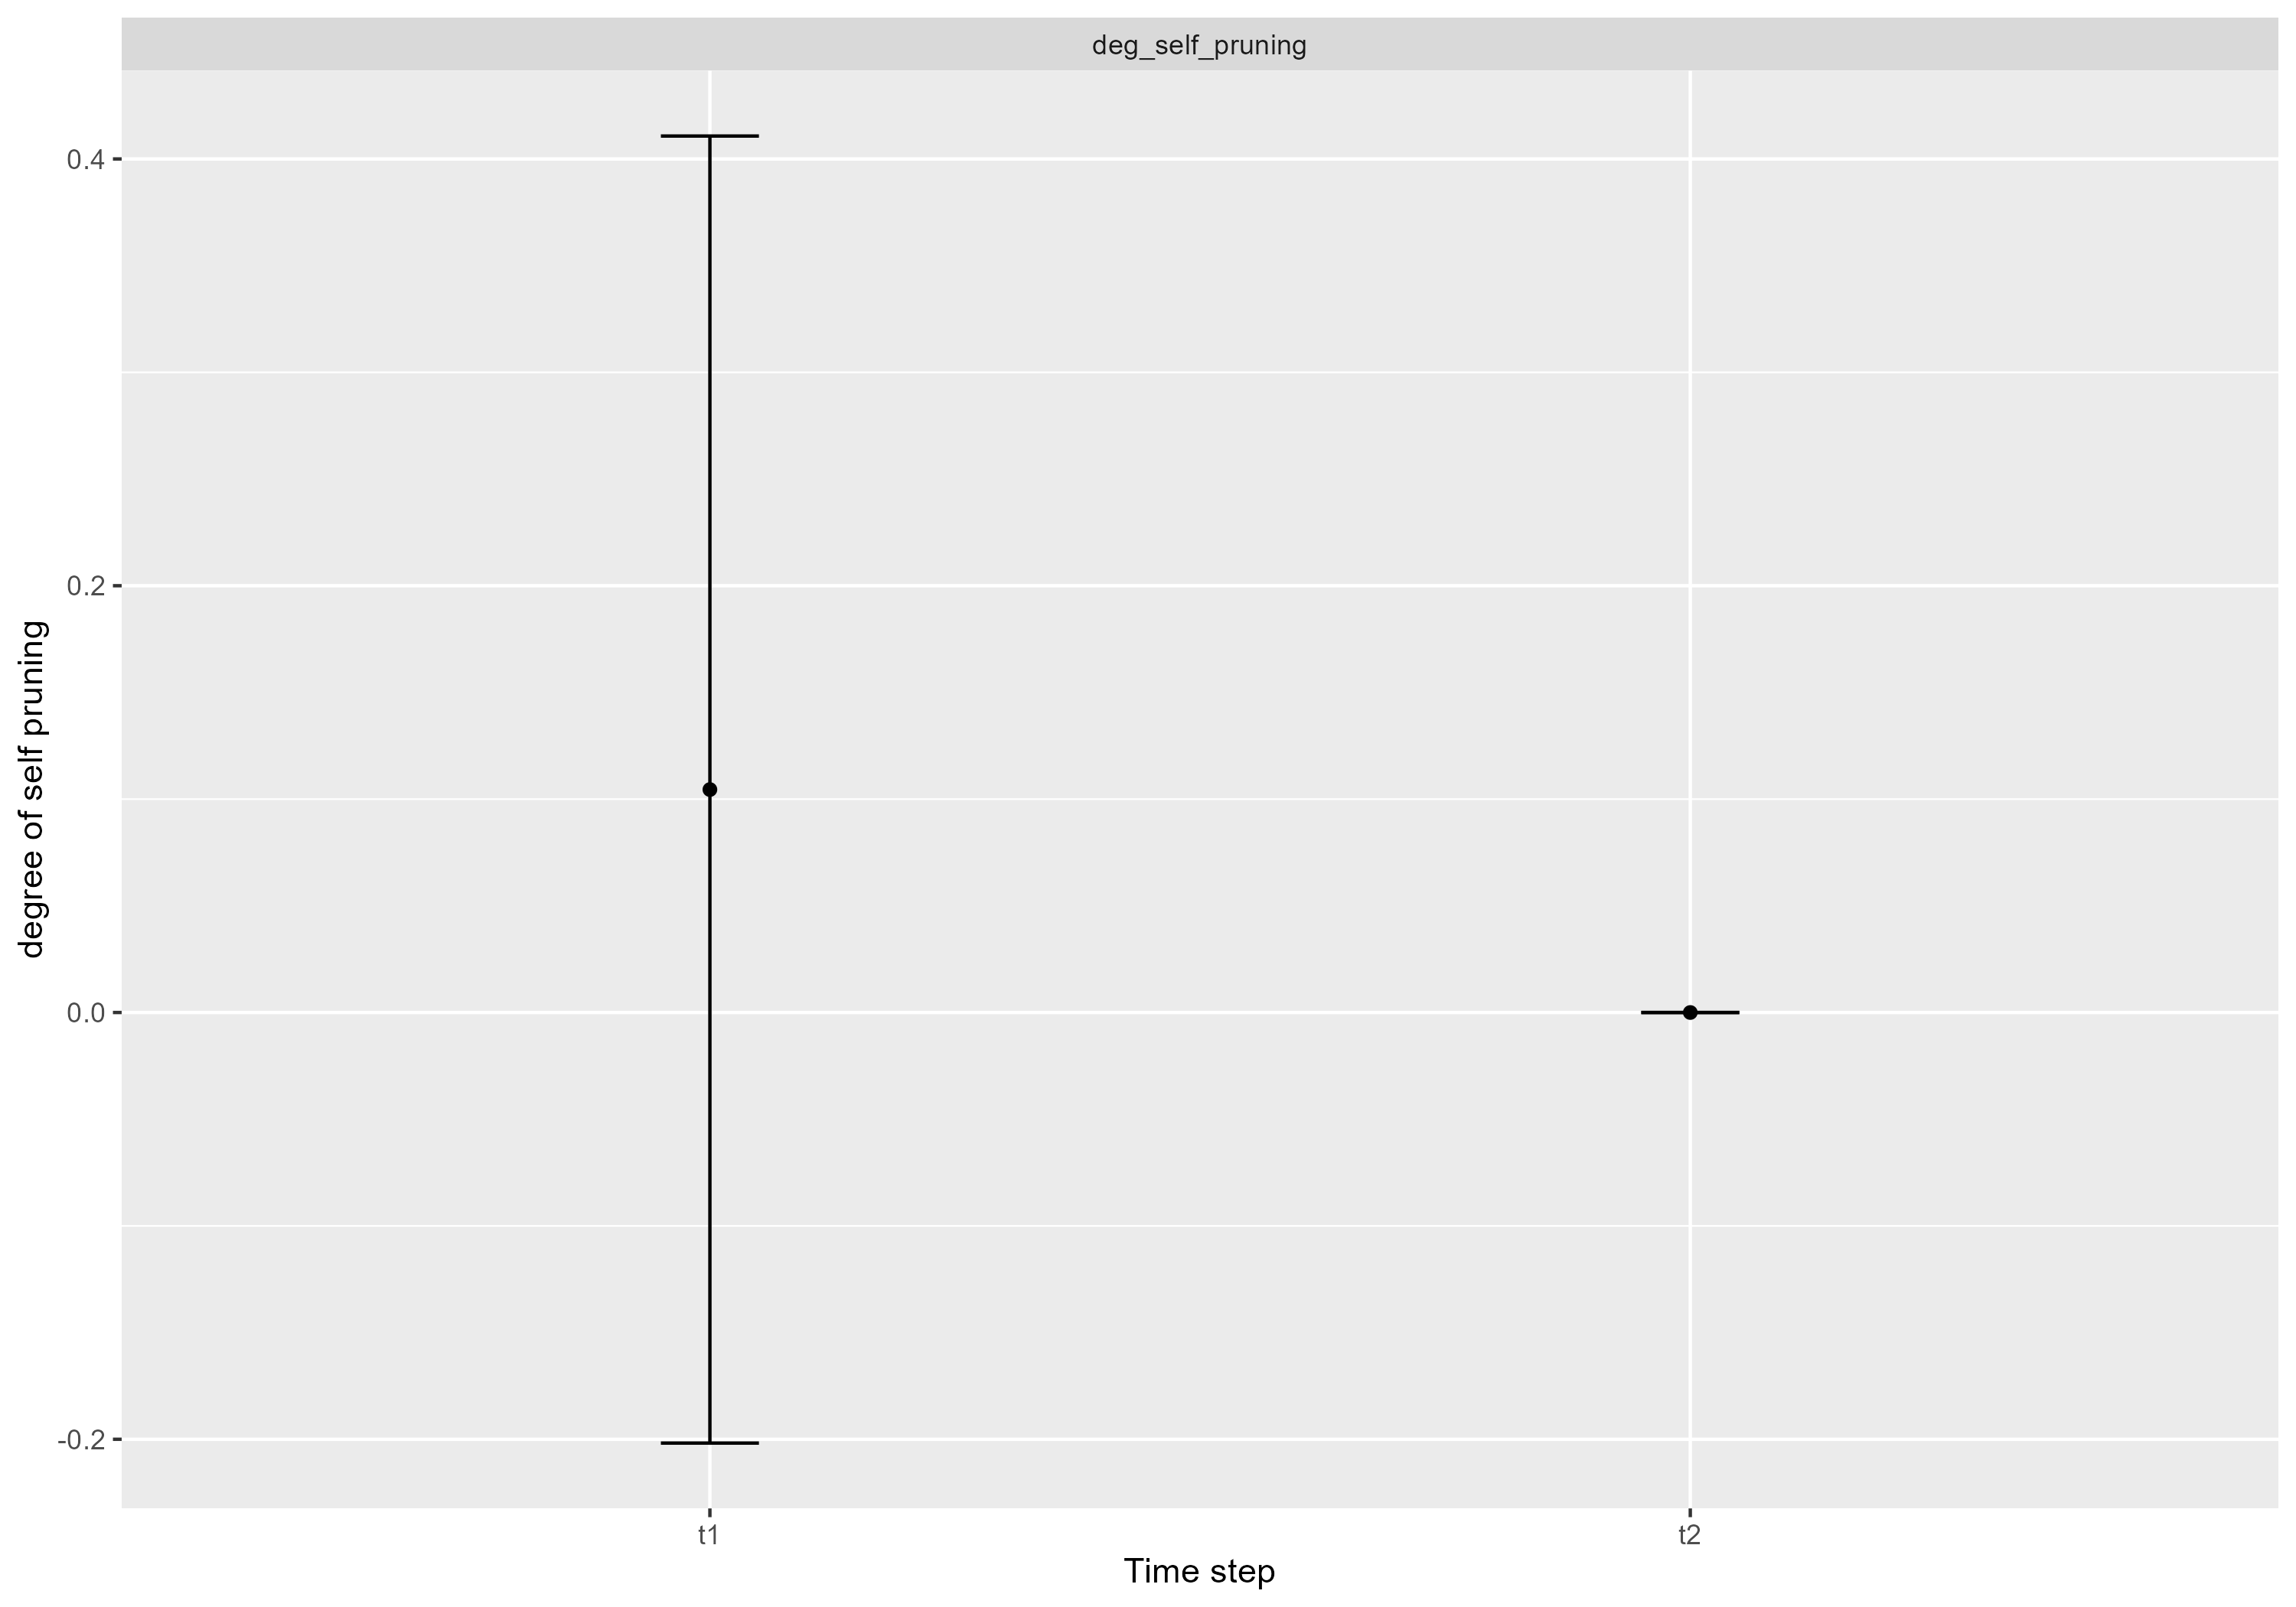 deg_self_pruning
0.4
0.2
0.0
-0.2
degree of self pruning
t1
t2
Time step